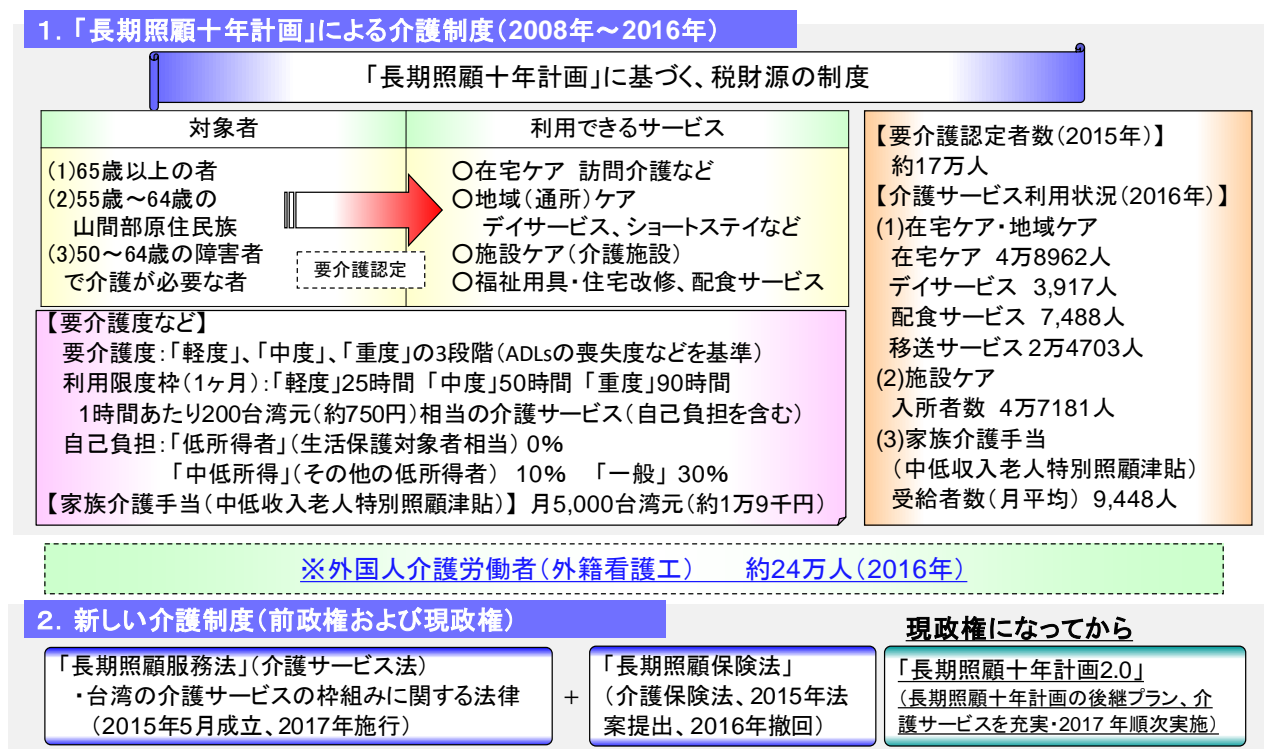 １．「長期照顧十年計画」による介護制度（2008年～2016年）
「長期照顧十年計画」に基づく、税財源の制度
対象者
(1)65歳以上の者
(2)55歳～64歳の
山間部原住民族
(3)50～64歳の障害者
で介護が必要な者
要介護認定
利用できるサービス
○在宅ケア 訪問介護など
○地域（通所）ケア
デイサービス、ショートステイなど
○施設ケア（介護施設）
○福祉用具・住宅改修、配食サービス
【要介護度など】
要介護度：「軽度」、「中度」、「重度」の3段階（ADLsの喪失度などを基準）
利用限度枠（1ヶ月）：「軽度」25時間 「中度」50時間 「重度」90時間
1時間あたり200台湾元（約750円）相当の介護サービス（自己負担を含む）
自己負担：「低所得者」（生活保護対象者相当） 0%
「中低所得」（その他の低所得者） 10% 「一般」 30%
【家族介護手当（中低収入老人特別照顧津貼）】 月5,000台湾元（約1万9千円）
【要介護認定者数（2015年）】
約17万人
【介護サービス利用状況（2016年）】
(1)在宅ケア・地域ケア
在宅ケア 4万8962人
デイサービス 3,917人
配食サービス 7,488人
移送サービス 2万4703人
(2)施設ケア
入所者数 4万7181人
(3)家族介護手当
（中低収入老人特別照顧津貼）
受給者数（月平均） 9,448人
※外国人介護労働者（外籍看護工） 約24万人（2016年）
２．新しい介護制度（前政権および現政権）
現政権になってから
「長期照顧服務法」（介護サービス法）
・台湾の介護サービスの枠組みに関する法律
（2015年5月成立、2017年施行）
＋
「長期照顧保険法」
（介護保険法、2015年法
案提出、2016年撤回）
「長期照顧十年計画2.0」
（長期照顧十年計画の後継プラン、介
護サービスを充実・2017 年順次実施）